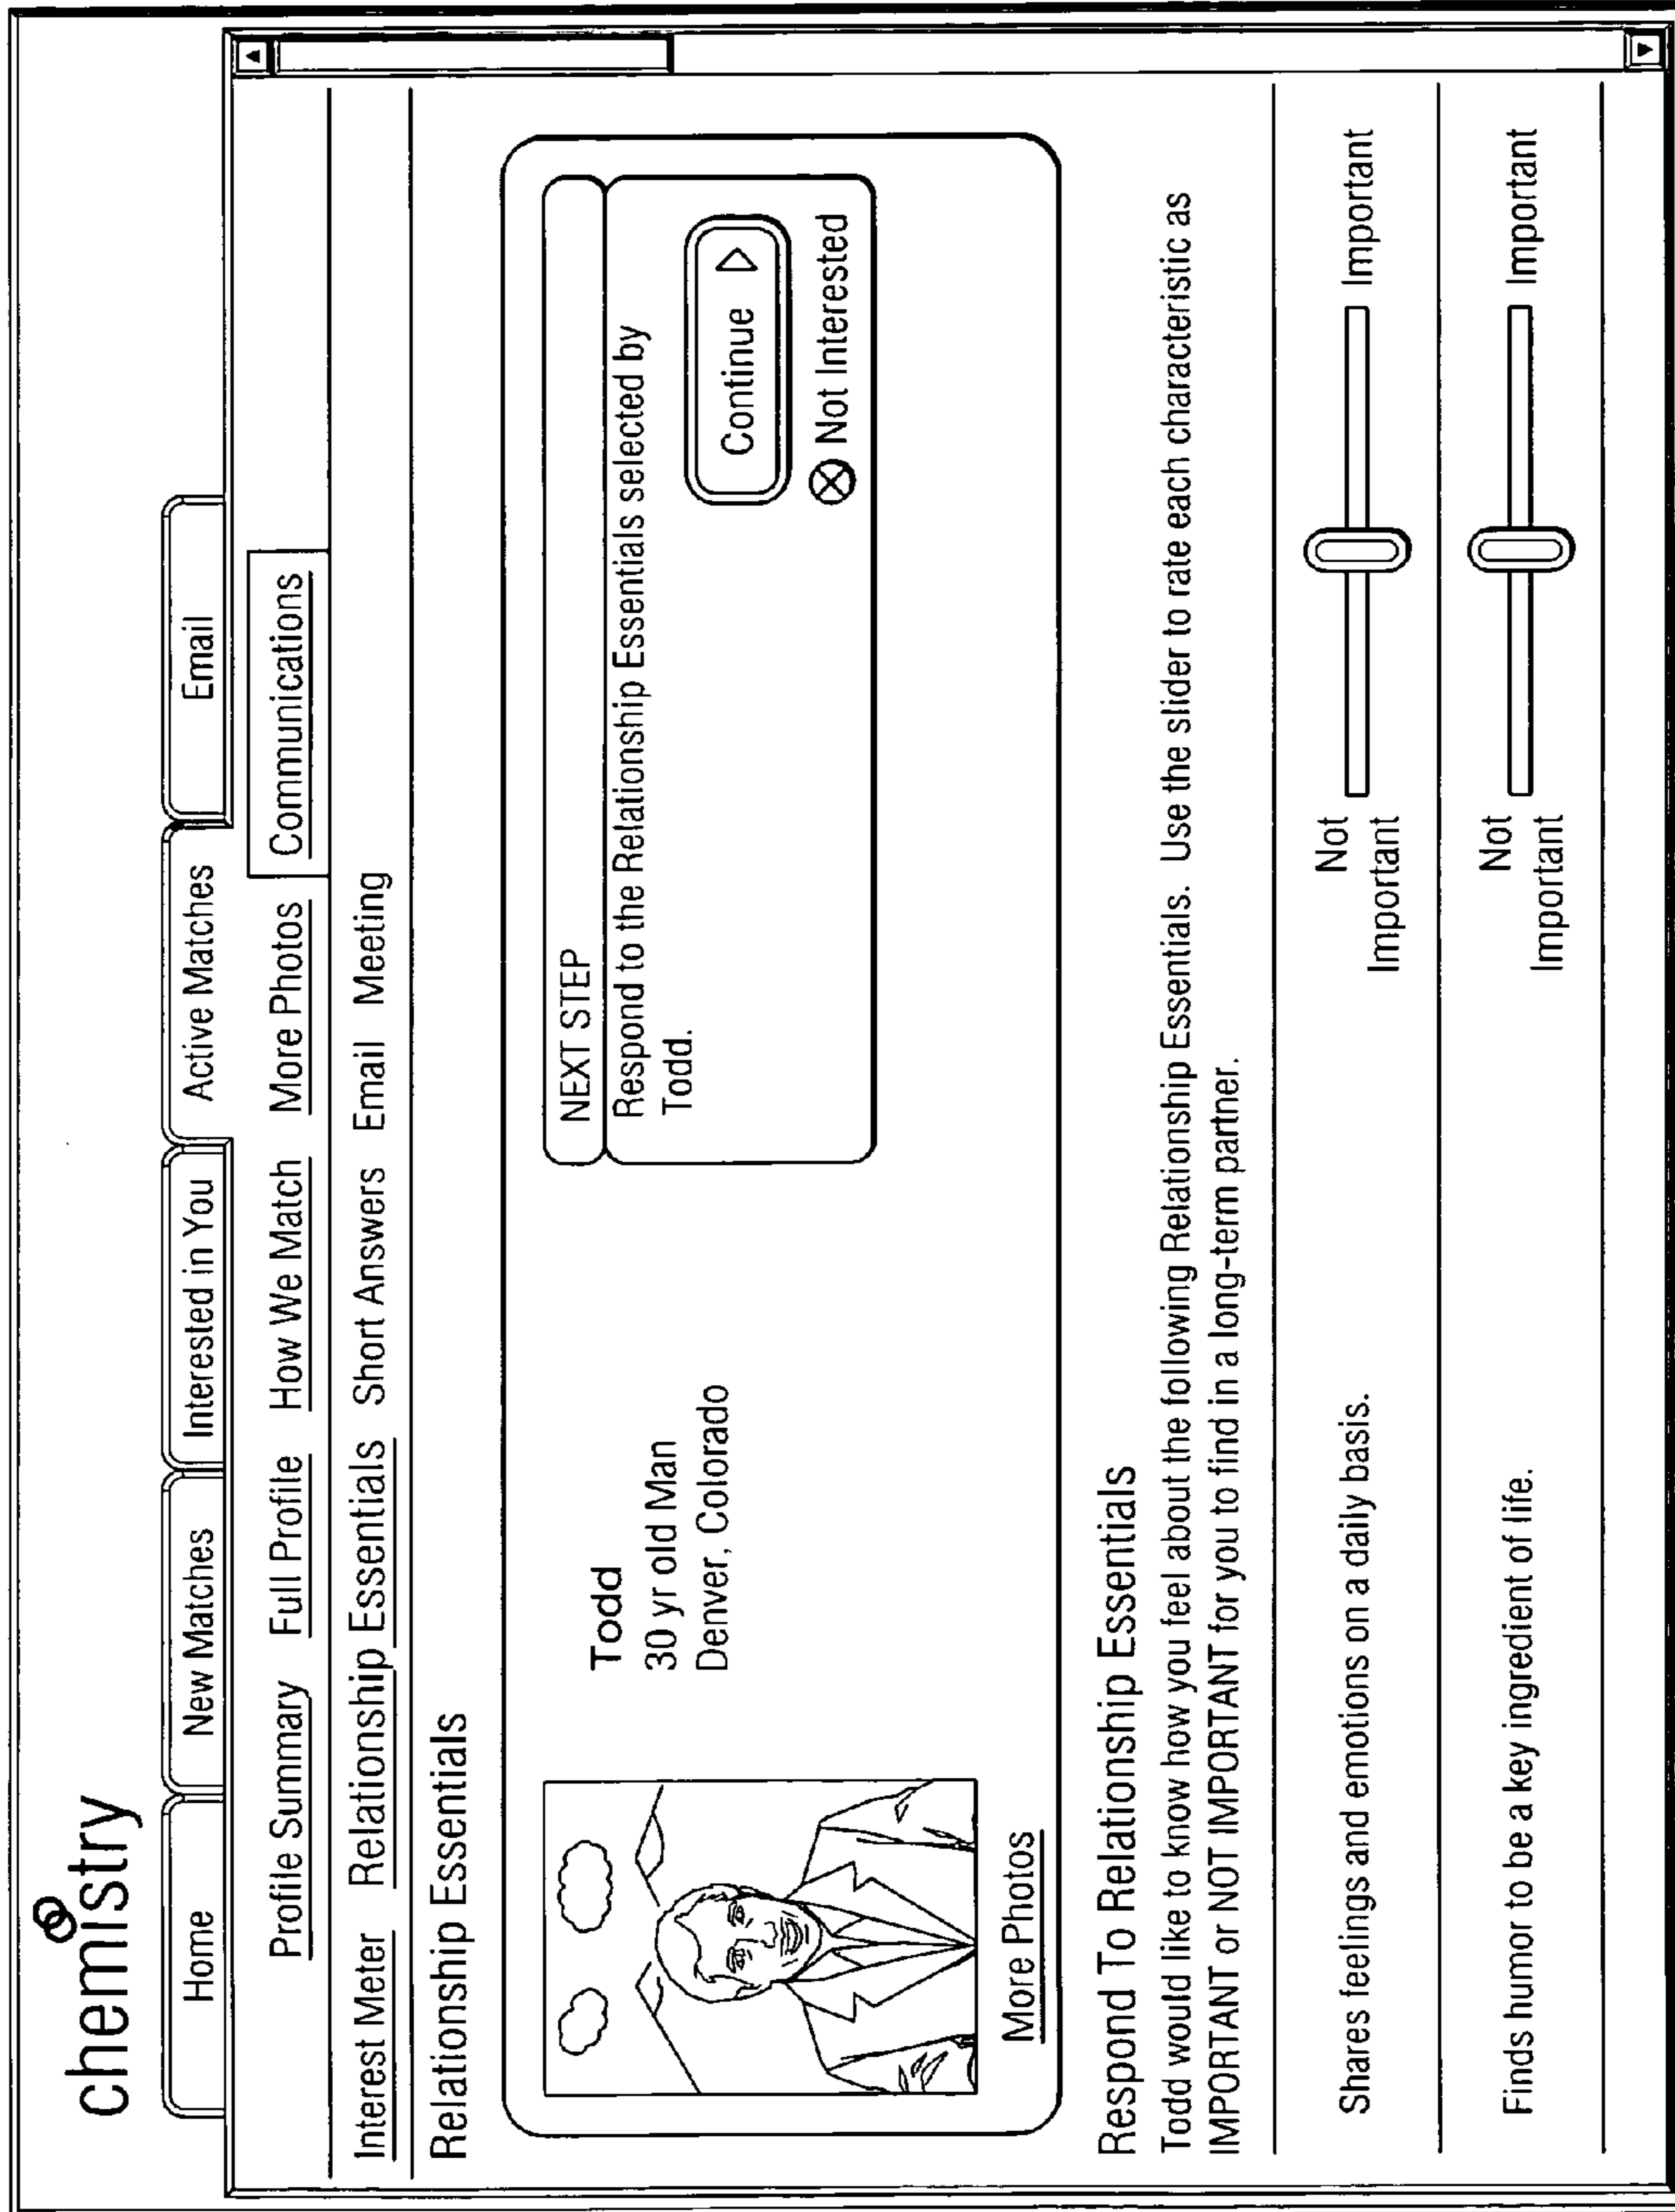 chemistry
Home New Matches Interested in You Active Matches Email
Profile Summary Full Profile How We Match More Photos Communications
Interest Meter Relationship Essentials Short Answers Email Meeting
Relationship Essentials
Todd
30 yr old Man
Denver, Colorado
More Photos
NEXT STEP
Respond to the Relationship Essentials selected by
Todd.
Continue
Not Interested
Respond To Relationship Essentials
Todd would like to know how you feel about the following Relationship Essentials. Use the slider to rate each characteristic as
IMPORTANT or NOT IMPORTANT for you to find in a long-term partner.
Shares feelings and emotions on a daily basis.
Not
Important
Important
Finds humor to be a key ingredient of life.
Not
Important
Important